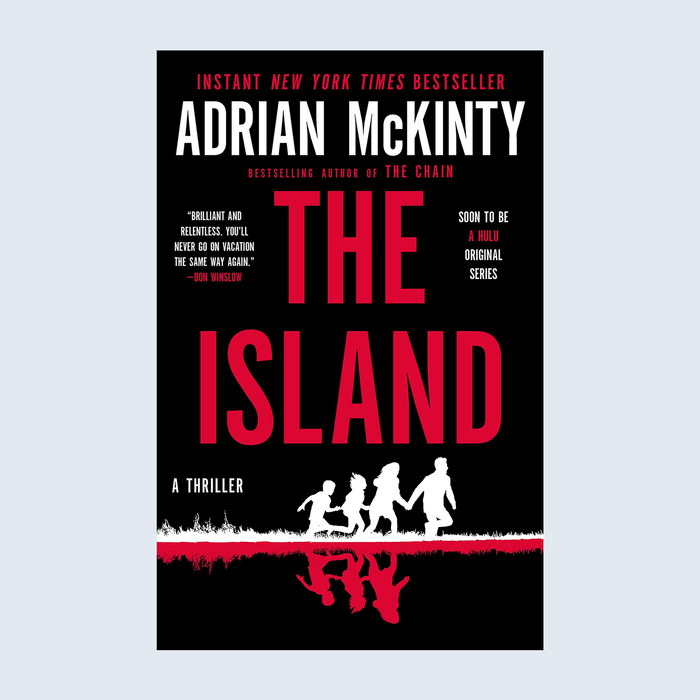 INSTANT NEW YORK TIMES BESTSELLER
ADRIAN McKINTY
BESTSELLING AUTHOR OF THE CHAIN
THE
ISLAND
"BRILLIANT AND
RELENTLESS. YOU'LL
NEVER GO ON VACATION
THE SAME WAY AGAIN."
—DON WINSLOW
SOON TO BE
A HULU
ORIGINAL
SERIES
A THRILLER